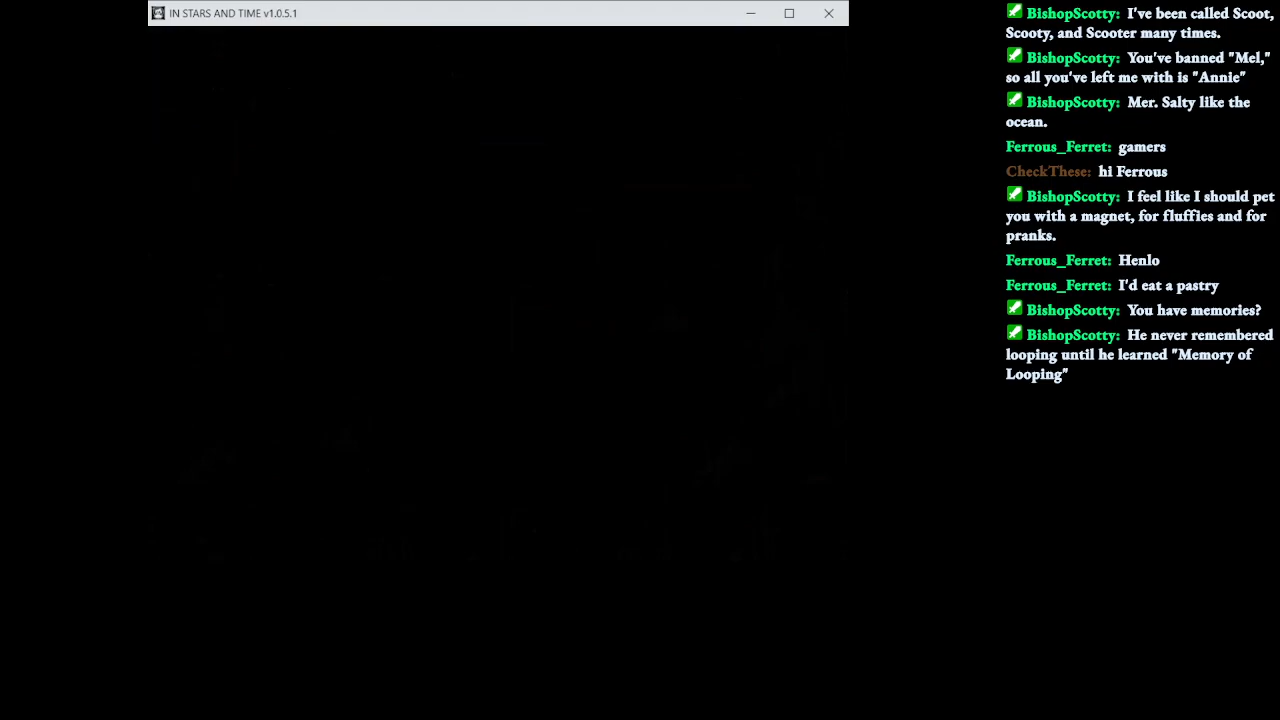 IN STARS AND TIME v1.0.5.1
BishopScotty: I've been called Scoot,
Scooty, and Scooter many times.
BishopScotty: You've banned "Mel,"
so all you've left me with is "Annie"
BishopScotty: Mer. Salty like the
ocean.
Ferrous_Ferret: gamers
CheckThese: hi Ferrous
BishopScotty: I feel like I should pet
you with a magnet, for fluffies and for
pranks.
Ferrous_Ferret: Henlo
Ferrous_Ferret: I'd eat a pastry
BishopScotty: You have memories?
BishopScotty: He never remembered
looping until he learned "Memory of
Looping"